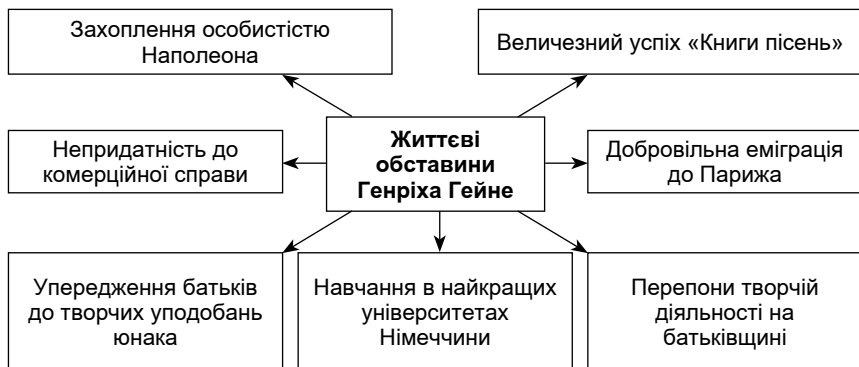 Захоплення особистістю
Наполеона
Величезний успіх «Книги пісень»
Життєві
обставини
Генріха Гейне
Непридатність до
комерційної справи
Добровільна еміграція
до Парижа
Упередження батьків
до творчих уподобань
юнака
Навчання в найкращих
університетах
Німеччини
Перепони творчій
діяльності на
батьківщині